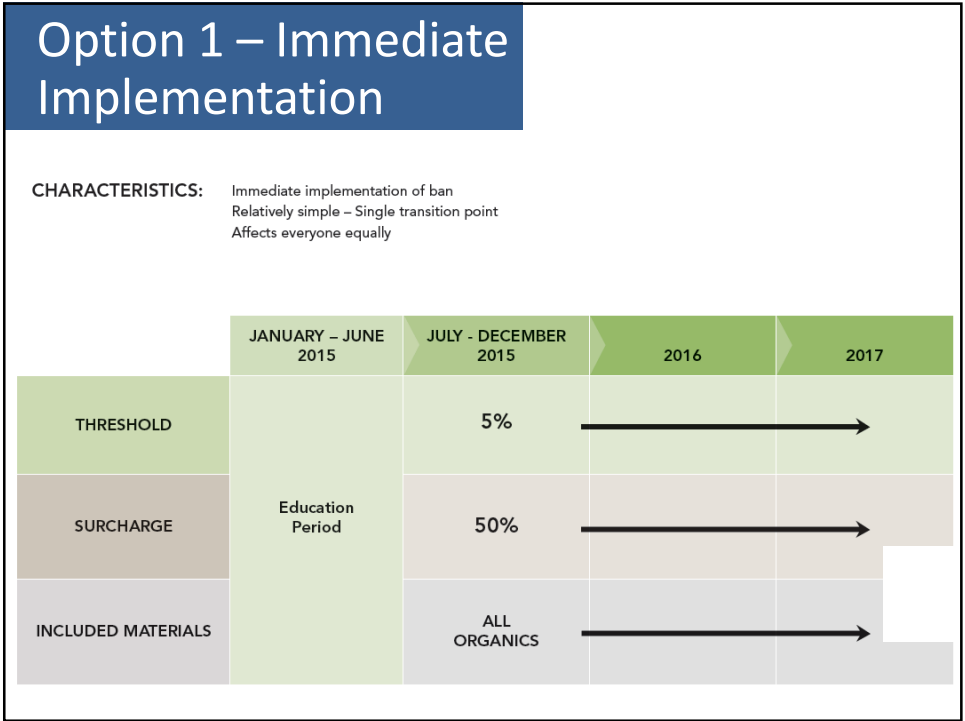 Option 1 – Immediate
Implementation
CHARACTERISTICS:
Immediate implementation of ban
Relatively simple – Single transition point
Affects everyone equally
JANUARY – JUNE
2015
JULY - DECEMBER
2015
2016
2017
THRESHOLD
5%
SURCHARGE
Education
Period
50%
INCLUDED MATERIALS
ALL
ORGANICS